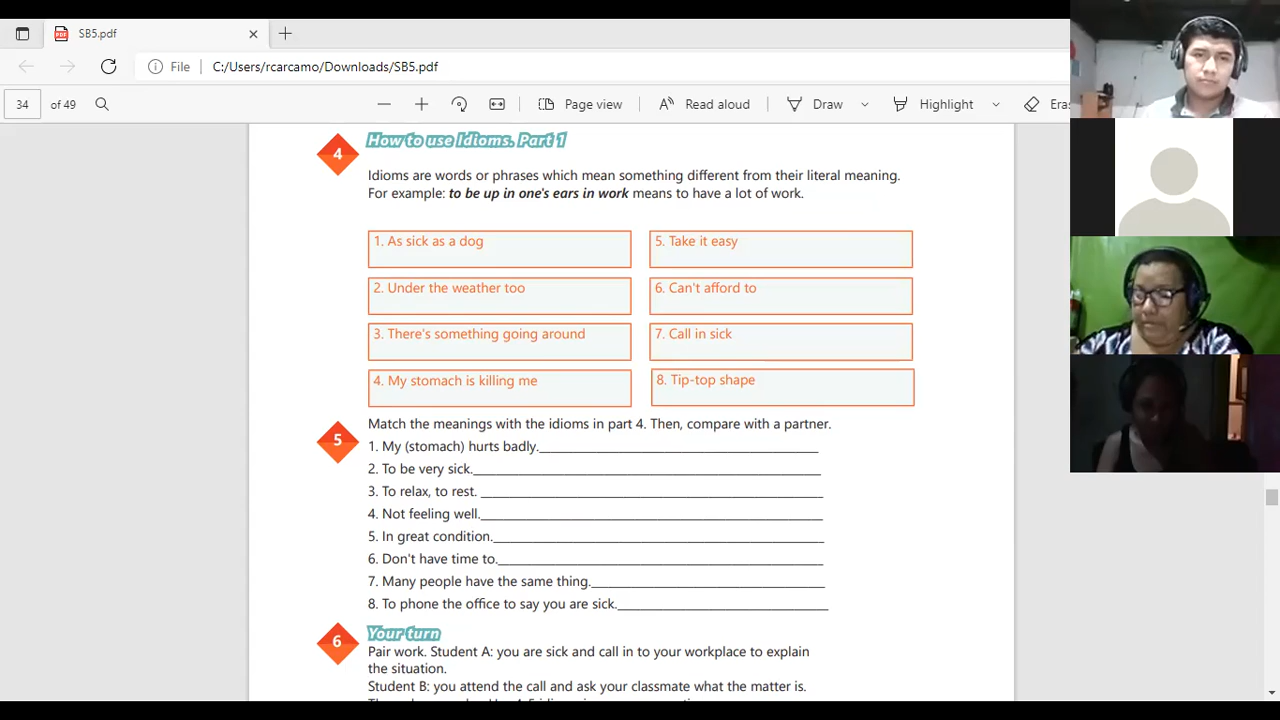 SB5.pdf
File C:/Users/rcarcamo/Downloads/SB5.pdf
34 of 49 Page view Read aloud Draw Highlight
4 How to use Idioms. Part 1
Idioms are words or phrases which mean something different from their literal meaning.
For example: to be up in one's ears in work means to have a lot of work.
1. As sick as a dog
5. Take it easy
2. Under the weather too
6. Can't afford to
3. There's something going around
7. Call in sick
4. My stomach is killing me
8. Tip-top shape
5 Match the meanings with the idioms in part 4. Then, compare with a partner.
1. My (stomach) hurts badly.
2. To be very sick.
3. To relax, to rest.
4. Not feeling well.
5. In great condition.
6. Don't have time to.
7. Many people have the same thing.
8. To phone the office to say you are sick.
6 Your turn
Pair work. Student A: you are sick and call in to your workplace to explain
the situation.
Student B: you attend the call and ask your classmate what the matter is.